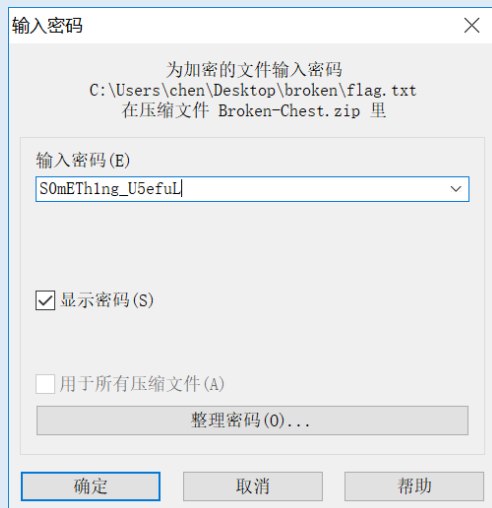 输入密码
为加密的文件输入密码
C:\Users\chen\Desktop\broken\flag.txt
在压缩文件 Broken-Chest.zip 里
输入密码(E)
S0mETh1ng_U5efuL
显示密码(S)
用于所有压缩文件(A)
整理密码(O)...
确定
取消
帮助